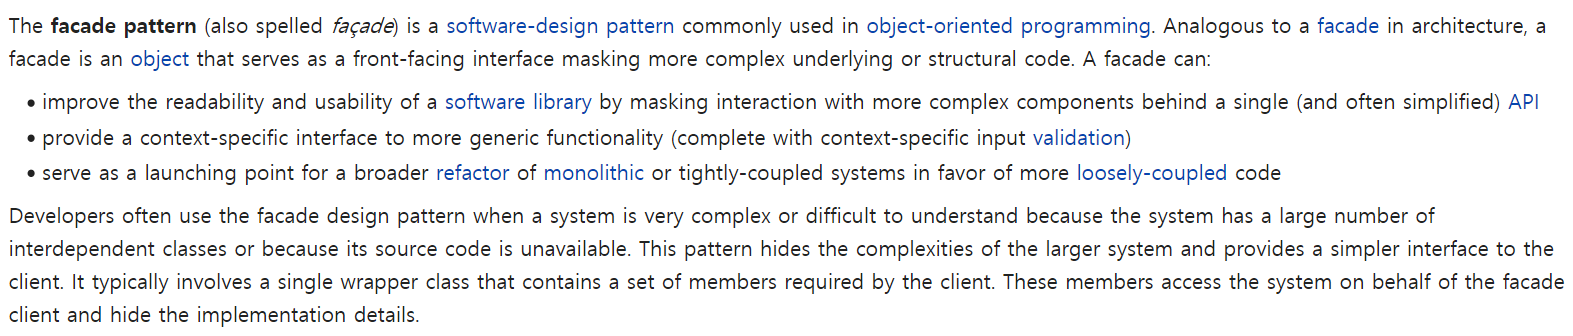 The facade pattern (also spelled façade) is a software-design pattern commonly used in object-oriented programming. Analogous to a facade in architecture, a
facade is an object that serves as a front-facing interface masking more complex underlying or structural code. A facade can:
• improve the readability and usability of a software library by masking interaction with more complex components behind a single (and often simplified) API
• provide a context-specific interface to more generic functionality (complete with context-specific input validation)
• serve as a launching point for a broader refactor of monolithic or tightly-coupled systems in favor of more loosely-coupled code
Developers often use the facade design pattern when a system is very complex or difficult to understand because the system has a large number of
interdependent classes or because its source code is unavailable. This pattern hides the complexities of the larger system and provides a simpler interface to the
client. It typically involves a single wrapper class that contains a set of members required by the client. These members access the system on behalf of the facade
client and hide the implementation details.